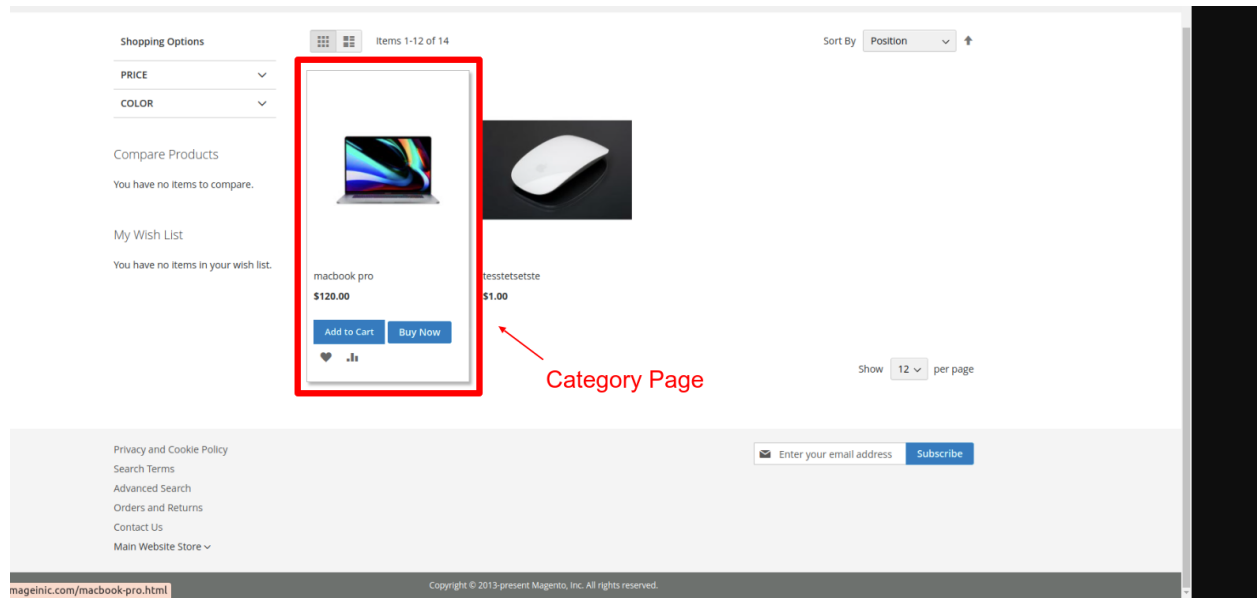 Shopping Options
Items 1-12 of 14
Sort By Position
PRICE
COLOR
Compare Products
You have no items to compare.
My Wish List
You have no items in your wish list.
macbook pro
$120.00
Add to Cart
Buy Now
tesstetsetste
$1.00
Category Page
Show 12 per page
Privacy and Cookie Policy
Search Terms
Advanced Search
Orders and Returns
Contact Us
Main Website Store
Enter your email address
Subscribe
Copyright © 2013-present Magento, Inc. All rights reserved.
mageinic.com/macbook-pro.html